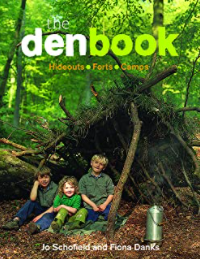 the
denbook
Hideouts • Forts • Camps
Jo Schofield and Fiona Danks